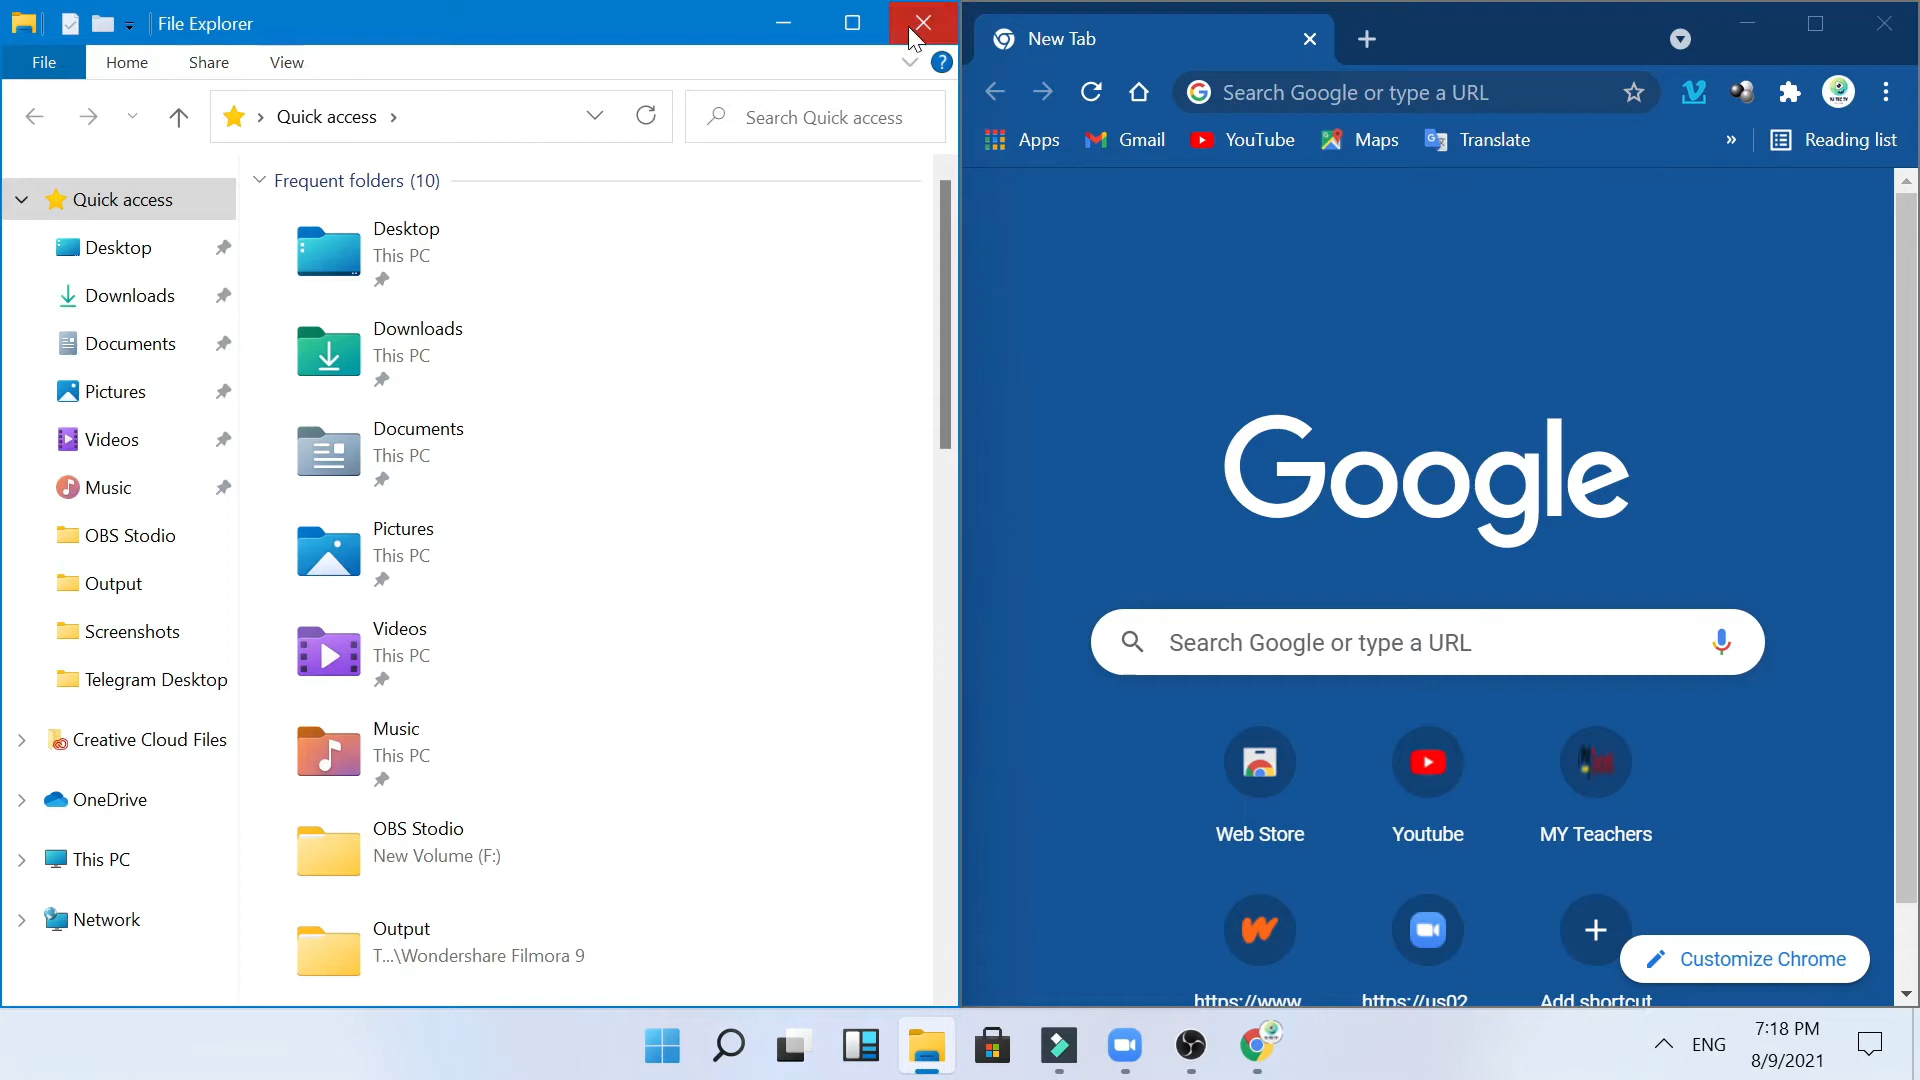 File Explorer
File
Home
Share
View
?
Quick access
Search Quick access
Quick access
Desktop
Downloads
Documents
Pictures
Videos
Music
OBS Studio
Output
Screenshots
Telegram Desktop
Creative Cloud Files
OneDrive
This PC
Network
Frequent folders (10)
Desktop
This PC
Downloads
This PC
Documents
This PC
Pictures
This PC
Videos
This PC
Music
This PC
OBS Studio
New Volume (F:)
Output
T...\Wondershare Filmora 9
New Tab
Search Google or type a URL
Apps
Gmail
YouTube
Maps
Translate
»
Reading list
Google
Search Google or type a URL
Web Store
Youtube
MY Teachers
https://www
https://us02
Add shortcut
Customize Chrome
ENG
7:18 PM
8/9/2021